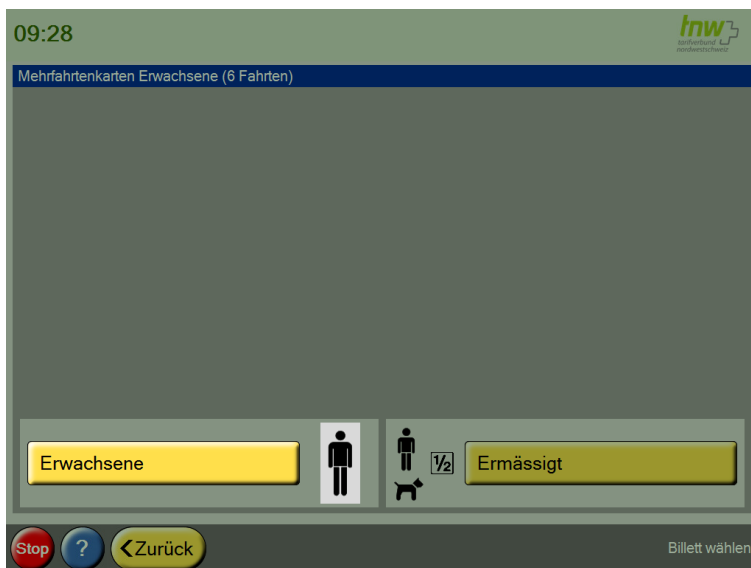 09:28
tnw
tarifverbund
nordwestschweiz
Mehrfahrtenkarten Erwachsene (6 Fahrten)
Erwachsene
1/2
Ermässigt
Stop
?
Zurück
Billett wählen